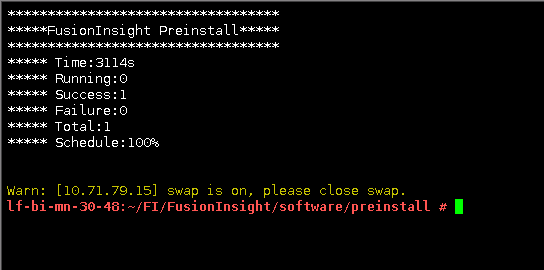 **********************************
*****FusionInsight Preinstall*****
**********************************
***** Time:3114s
***** Running:0
***** Success:1
***** Failure:0
***** Total:1
***** Schedule:100%
Warn: [10.71.79.15] swap is on, please close swap.
lf-bi-mn-30-48:~/FI/FusionInsight/software/preinstall #